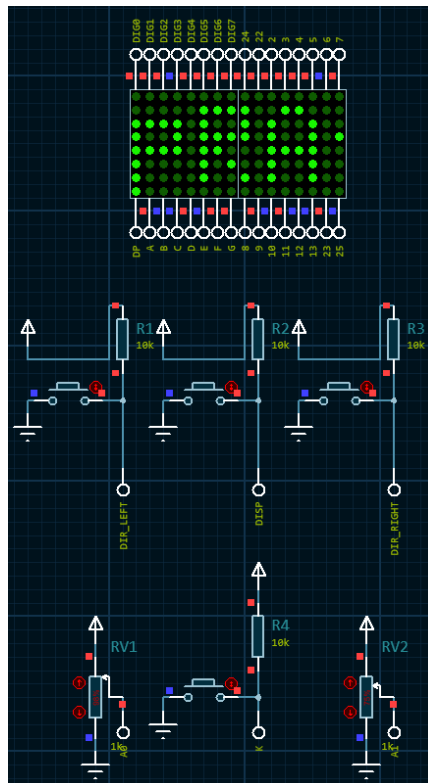 DIG0 DIG1 DIG2 DIG3 DIG4 DIG5 DIG6 DIG7 24 22 2 3 4 5 6 7
DP A B C D E F G 8 9 10 11 12 13 23 25
R1 R2 R3
10k 10k 10k
DIR_LEFT DISP DIR_RIGHT
R4
10k
RV1 RV2
1k A0 K 1k A1